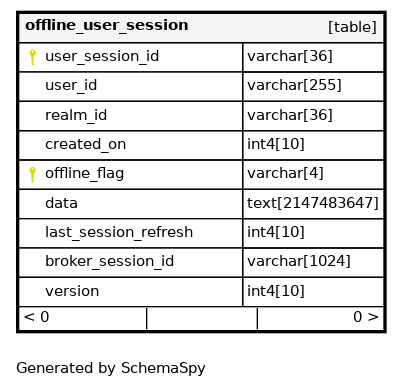 offline_user_session [table]
user_session_id varchar[36]
user_id varchar[255]
realm_id varchar[36]
created_on int4[10]
offline_flag varchar[4]
data text[2147483647]
last_session_refresh int4[10]
broker_session_id varchar[1024]
version int4[10]
< 0 0 >
Generated by SchemaSpy